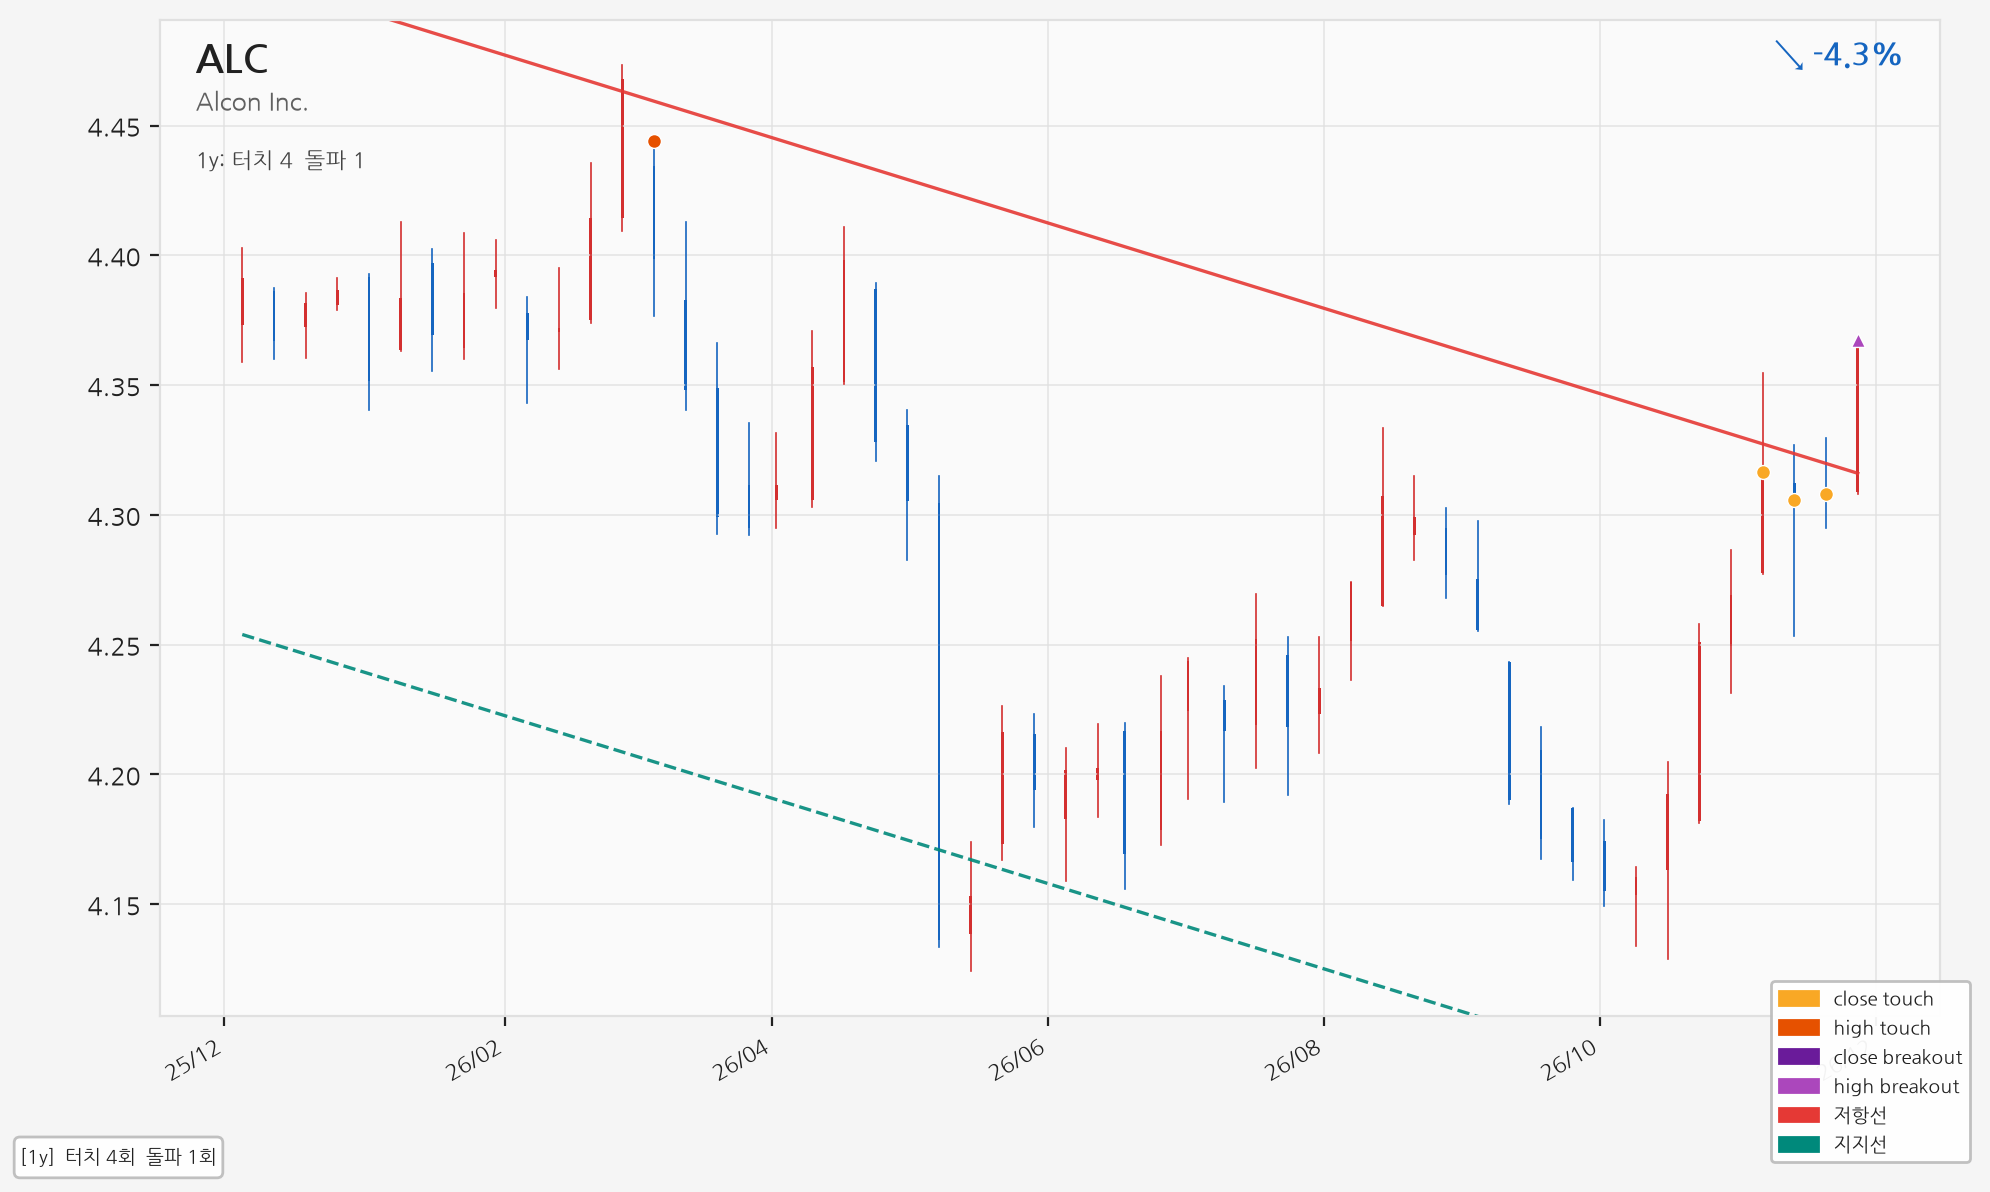 ALC
Alcon Inc.
1y: 터치 4 돌파 1
-4.3%
4.45
4.40
4.35
4.30
4.25
4.20
4.15
25/12
26/02
26/04
26/06
26/08
26/10
close touch
high touch
close breakout
high breakout
저항선
지지선
[1y] 터치 4회 돌파 1회